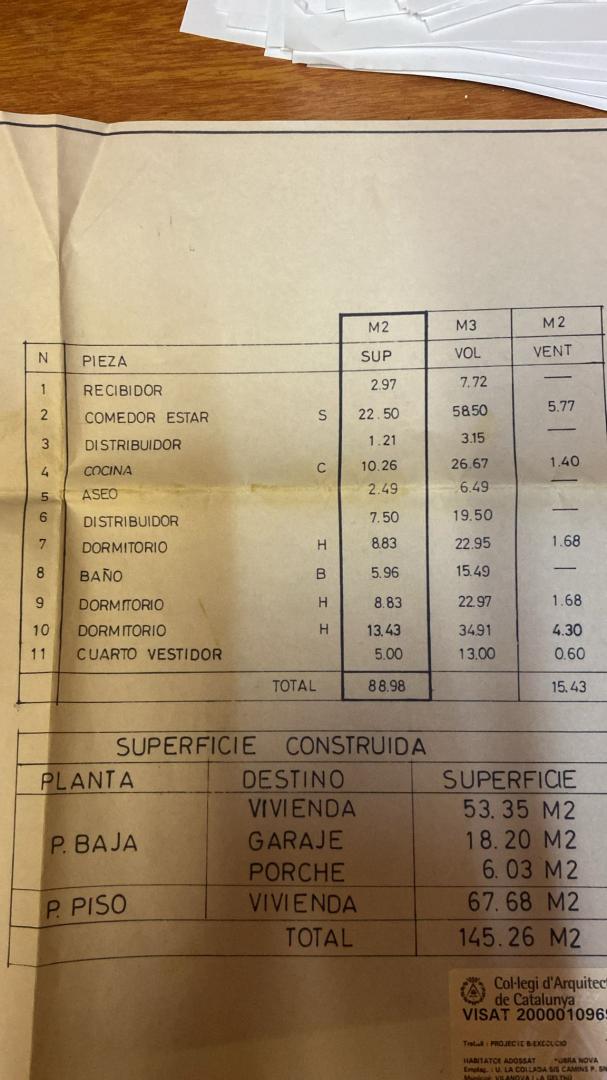 M2 M3 M2
N PIEZA SUP VOL VENT
1 RECIBIDOR 2.97 7.72 —
2 COMEDOR ESTAR S 22.50 58.50 5.77
3 DISTRIBUIDOR 1.21 3.15 —
4 COCINA C 10.26 26.67 1.40
5 ASEO 2.49 6.49 —
6 DISTRIBUIDOR 7.50 19.50 —
7 DORMITORIO H 8.83 22.95 1.68
8 BAÑO B 5.96 15.49 —
9 DORMITORIO H 8.83 22.97 1.68
10 DORMITORIO H 13.43 34.91 4.30
11 CUARTO VESTIDOR 5.00 13.00 0.60
TOTAL 88.98 15.43
SUPERFICIE CONSTRUIDA
PLANTA DESTINO SUPERFICIE
VIVIENDA 53.35 M2
P. BAJA GARAJE 18.20 M2
PORCHE 6.03 M2
P. PISO VIVIENDA 67.68 M2
TOTAL 145.26 M2
Col·legi d'Arquitec
de Catalunya
VISAT 200001096
HABITATGE ADOSSAT